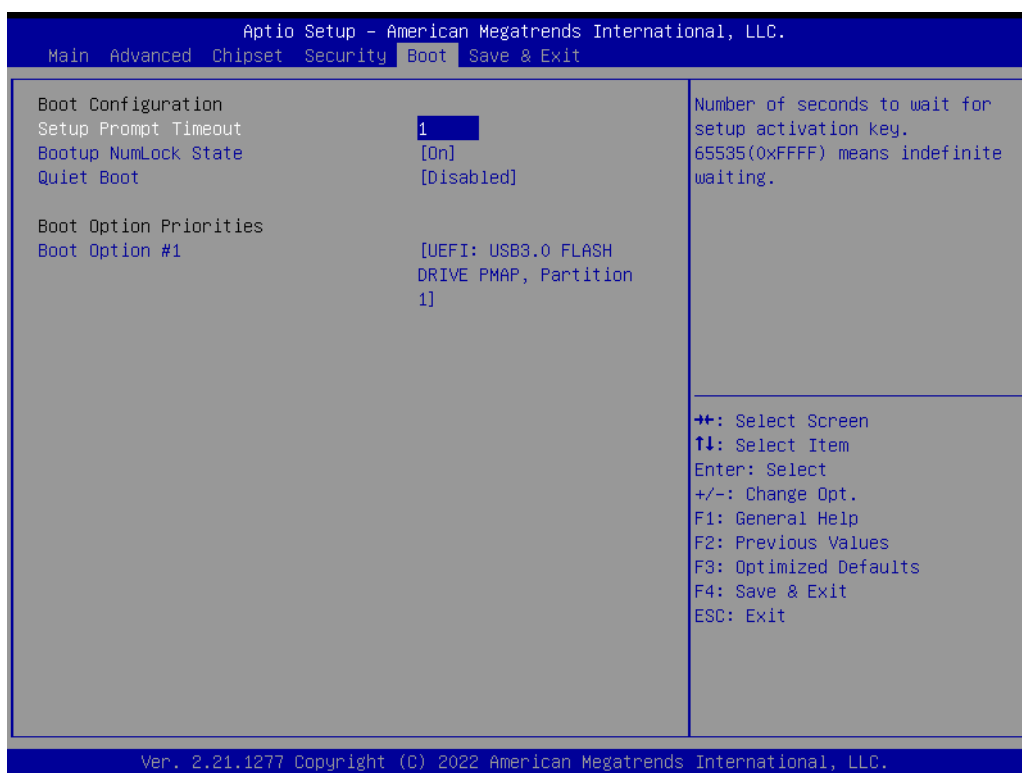 Aptio Setup – American Megatrends International, LLC.
Main Advanced Chipset Security Boot Save & Exit
Boot Configuration
Setup Prompt Timeout 1
Bootup NumLock State [On]
Quiet Boot [Disabled]
Boot Option Priorities
Boot Option #1 [UEFI: USB3.0 FLASH
DRIVE PMAP, Partition
1]
Number of seconds to wait for
setup activation key.
65535(0xFFFF) means indefinite
waiting.
→←: Select Screen
↑↓: Select Item
Enter: Select
+/-: Change Opt.
F1: General Help
F2: Previous Values
F3: Optimized Defaults
F4: Save & Exit
ESC: Exit
Ver. 2.21.1277 Copyright (C) 2022 American Megatrends International, LLC.